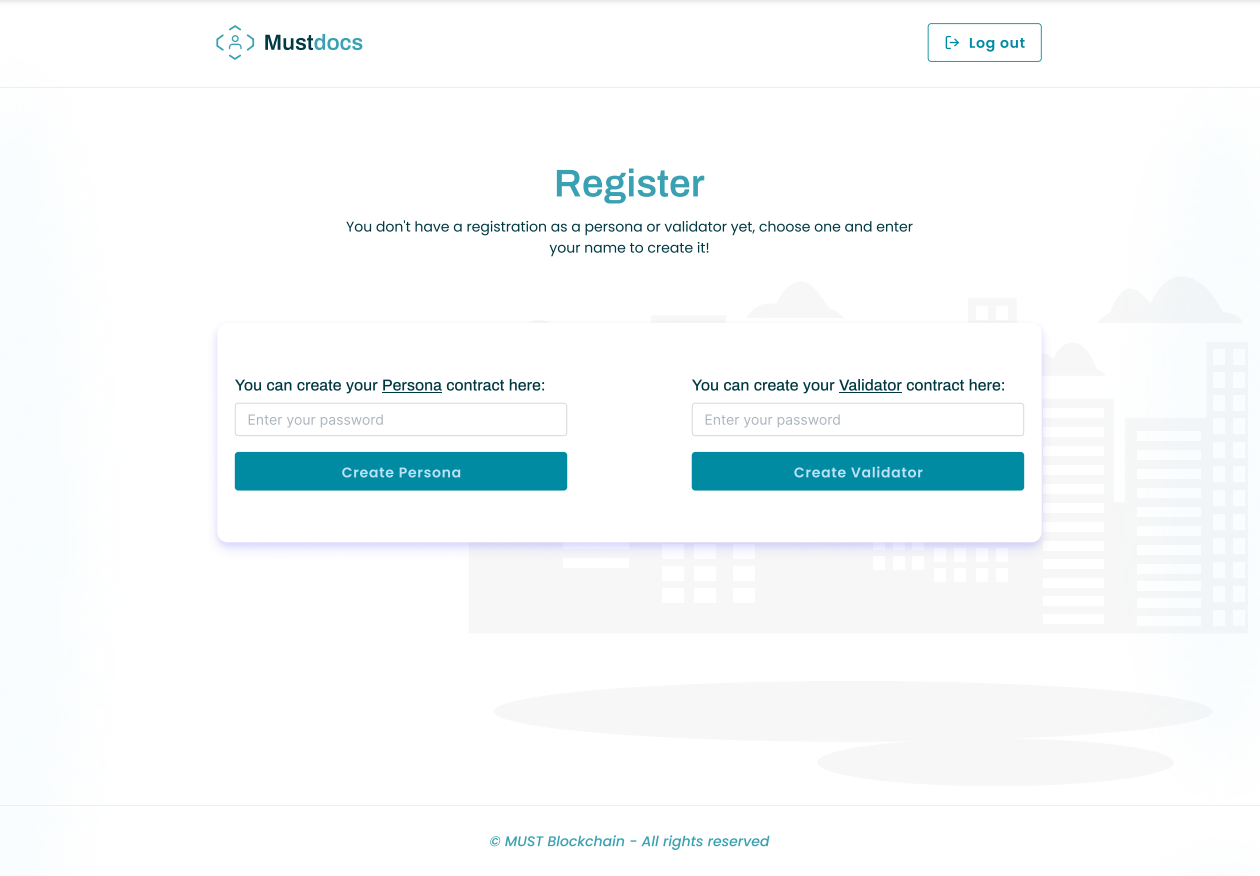 Mustdocs
Log out
Register
You don't have a registration as a persona or validator yet, choose one and enter
your name to create it!
You can create your Persona contract here:
Enter your password
Create Persona
You can create your Validator contract here:
Enter your password
Create Validator
© MUST Blockchain - All rights reserved